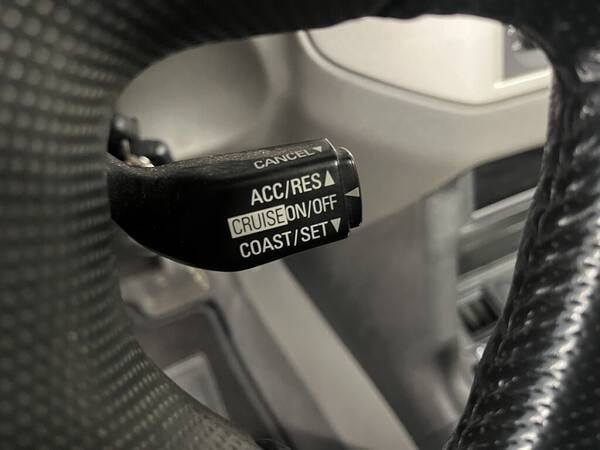 CANCEL▼
ACC/RES▲
CRUISE ON/OFF
COAST/SET▼